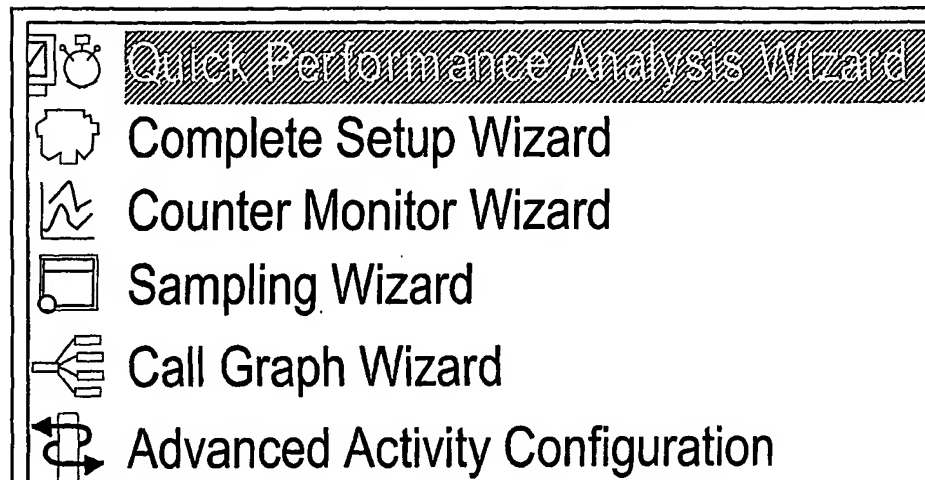 Quick Performance Analysis Wizard
Complete Setup Wizard
Counter Monitor Wizard
Sampling Wizard
Call Graph Wizard
Advanced Activity Configuration